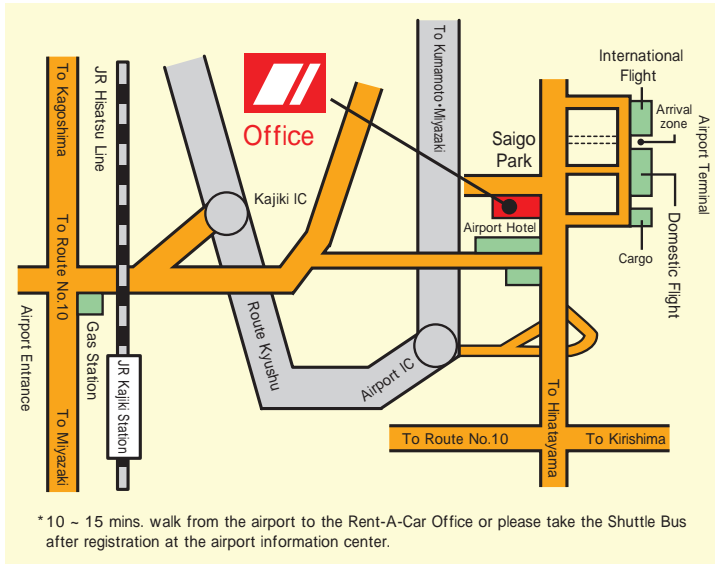 To Kagoshima
JR Hisatsu Line
Office
To Kumamoto・Miyazaki
International
Flight
Arrival
zone
Airport Terminal
Saigo
Park
Kajiki IC
Airport Hotel
Domestic Flight
Cargo
To Route No.10
Airport Entrance
Gas Station
Route Kyushu
Airport IC
JR Kajiki Station
To Miyazaki
To Hinatayama
To Route No.10
To Kirishima
*10 ~ 15 mins. walk from the airport to the Rent-A-Car Office or please take the Shuttle Bus
after registration at the airport information center.